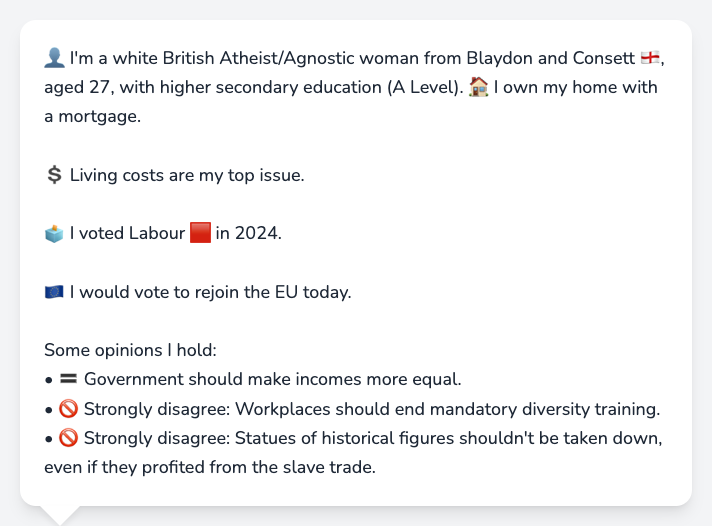 👤 I'm a white British Atheist/Agnostic woman from Blaydon and Consett 🏴󠁧󠁢󠁥󠁮󠁧󠁿,
aged 27, with higher secondary education (A Level). 🏠 I own my home with
a mortgage.
💲 Living costs are my top issue.
🗳️ I voted Labour 🟥 in 2024.
🇪🇺 I would vote to rejoin the EU today.
Some opinions I hold:
• 🟰 Government should make incomes more equal.
• 🚫 Strongly disagree: Workplaces should end mandatory diversity training.
• 🚫 Strongly disagree: Statues of historical figures shouldn't be taken down,
even if they profited from the slave trade.